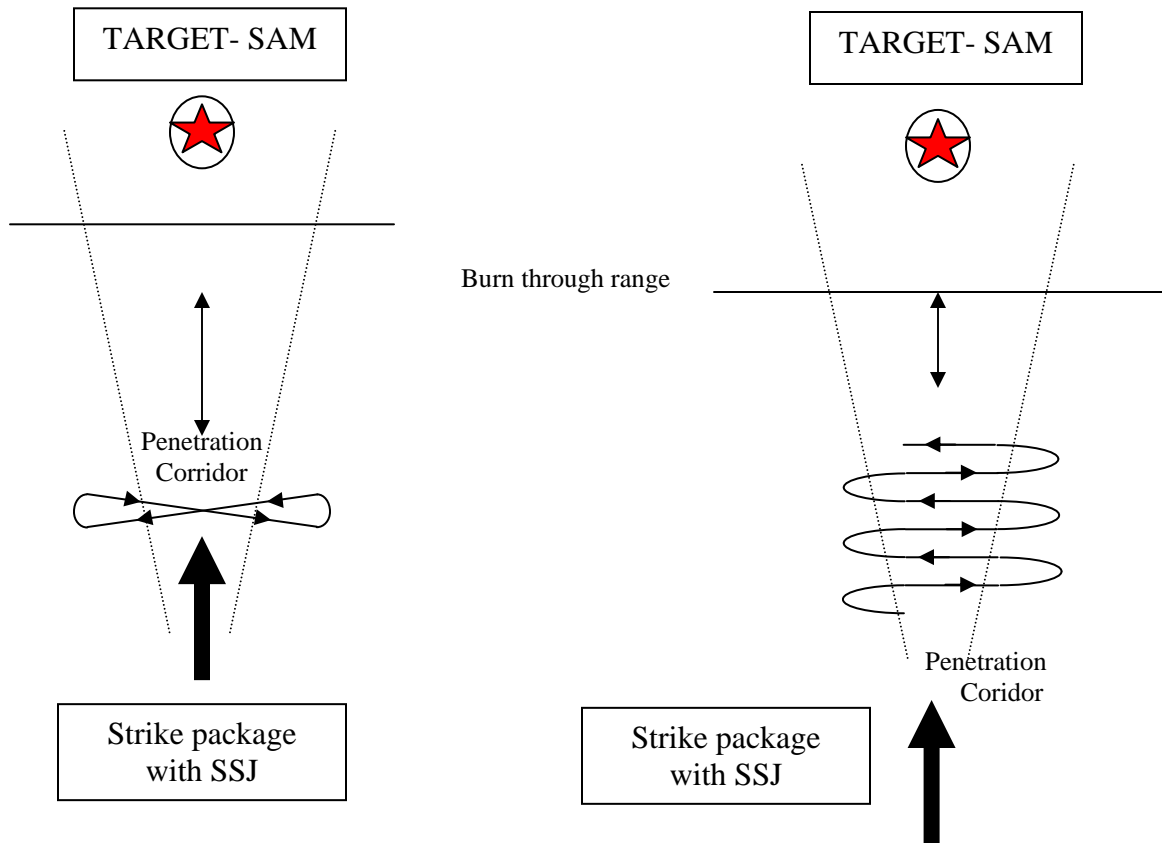 TARGET- SAM
TARGET- SAM
Burn through range
Penetration
Corridor
Penetration
Coridor
Strike package
with SSJ
Strike package
with SSJ